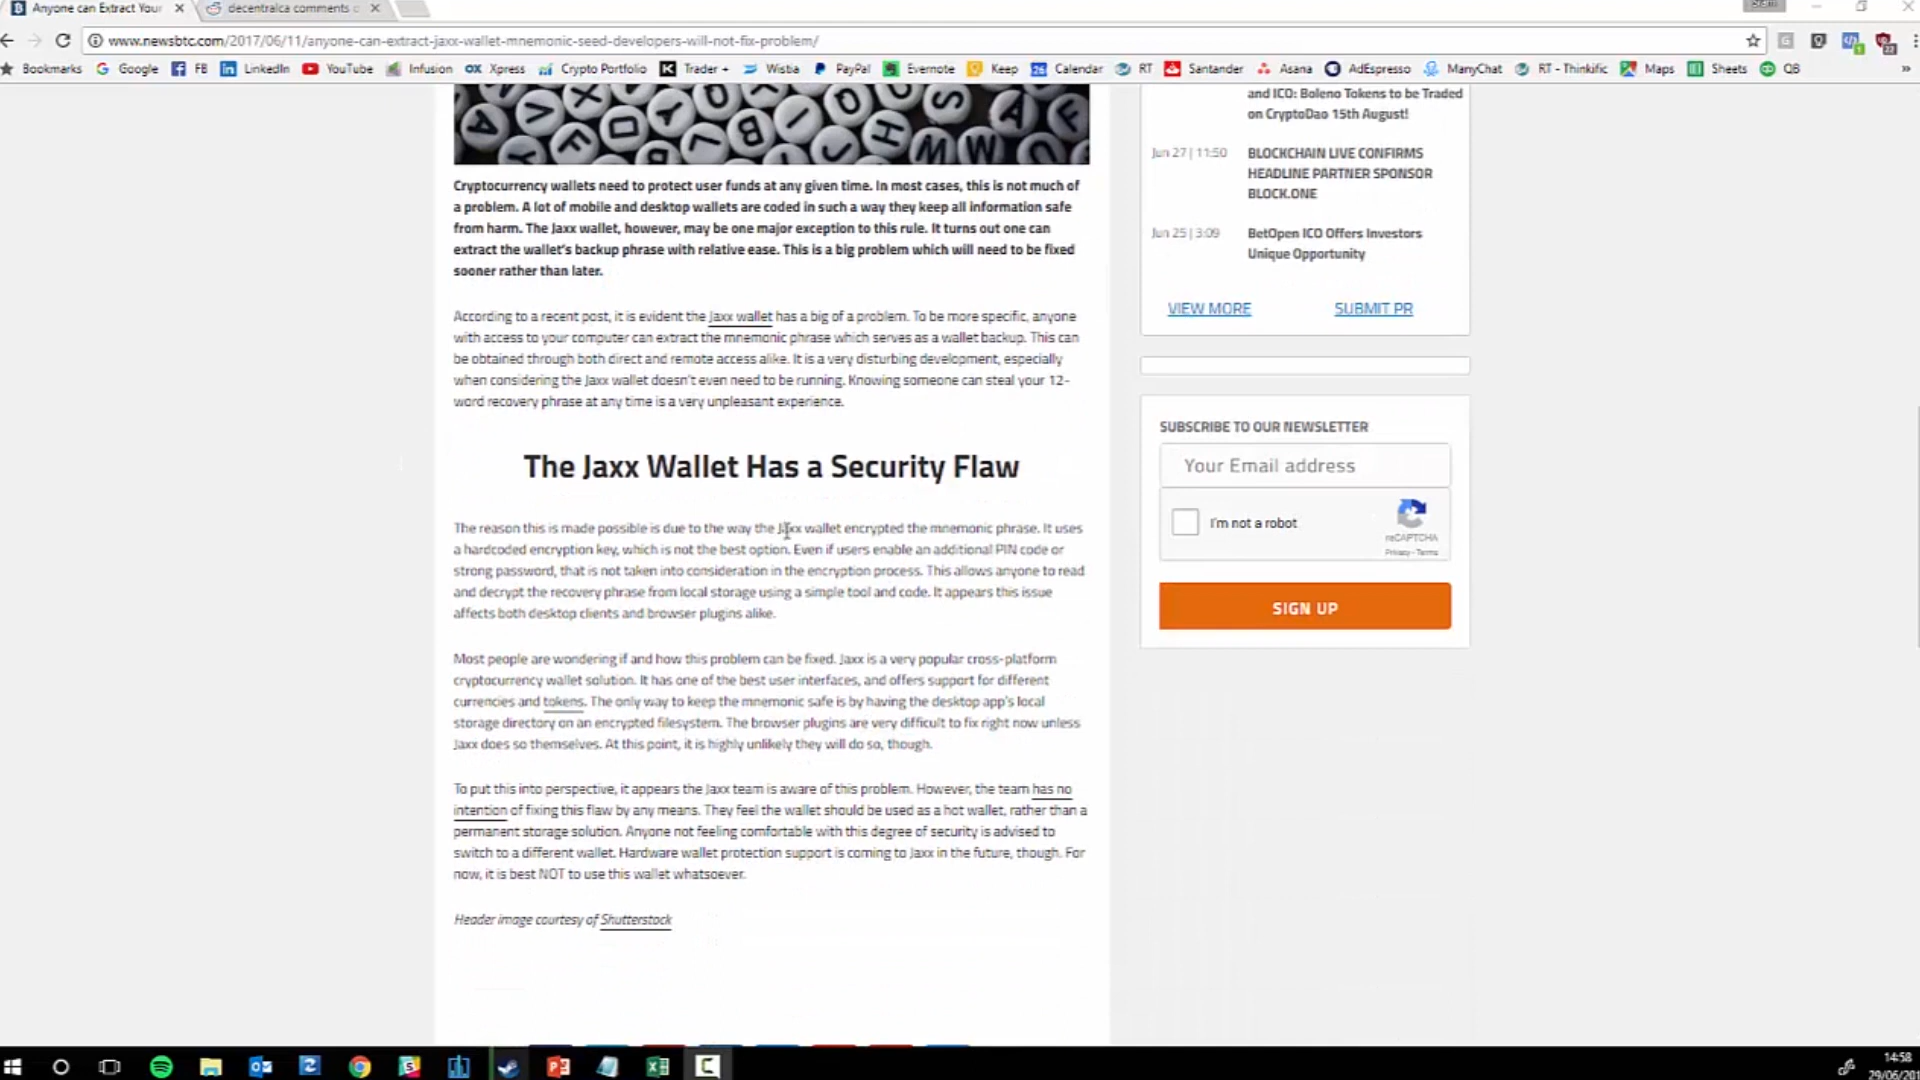 Anyone can Extract Your
decentralca comments
www.newsbtc.com/2017/06/11/anyone-can-extract-jaxx-wallet-mnemonic-seed-developers-will-not-fix-problem/
Bookmarks Google FB LinkedIn YouTube Infusion Xpress Crypto Portfolio Trader + Wistia PayPal Evernote Keep Calendar RT Santander Asana AdEspresso ManyChat RT - Thinkific Maps Sheets QB »
Cryptocurrency wallets need to protect user funds at any given time. In most cases, this is not much of
a problem. A lot of mobile and desktop wallets are coded in such a way they keep all information safe
from harm. The Jaxx wallet, however, may be one major exception to this rule. It turns out one can
extract the wallet's backup phrase with relative ease. This is a big problem which will need to be fixed
sooner rather than later.
According to a recent post, it is evident the Jaxx wallet has a big of a problem. To be more specific, anyone
with access to your computer can extract the mnemonic phrase which serves as a wallet backup. This can
be obtained through both direct and remote access alike. It is a very disturbing development, especially
when considering the Jaxx wallet doesn't even need to be running. Knowing someone can steal your 12-
word recovery phrase at any time is a very unpleasant experience.
The Jaxx Wallet Has a Security Flaw
The reason this is made possible is due to the way the Jaxx wallet encrypted the mnemonic phrase. It uses
a hardcoded encryption key, which is not the best option. Even if users enable an additional PIN code or
strong password, that is not taken into consideration in the encryption process. This allows anyone to read
and decrypt the recovery phrase from local storage using a simple tool and code. It appears this issue
affects both desktop clients and browser plugins alike.
Most people are wondering if and how this problem can be fixed. Jaxx is a very popular cross-platform
cryptocurrency wallet solution. It has one of the best user interfaces, and offers support for different
currencies and tokens. The only way to keep the mnemonic safe is by having the desktop app's local
storage directory on an encrypted filesystem. The browser plugins are very difficult to fix right now unless
Jaxx does so themselves. At this point, it is highly unlikely they will do so, though.
To put this into perspective, it appears the Jaxx team is aware of this problem. However, the team has no
intention of fixing this flaw by any means. They feel the wallet should be used as a hot wallet, rather than a
permanent storage solution. Anyone not feeling comfortable with this degree of security is advised to
switch to a different wallet. Hardware wallet protection support is coming to Jaxx in the future, though. For
now, it is best NOT to use this wallet whatsoever.
Header image courtesy of Shutterstock
and ICO: Boleno Tokens to be Traded
on CryptoDao 15th August!
Jun 27 | 11:50 BLOCKCHAIN LIVE CONFIRMS
HEADLINE PARTNER SPONSOR
BLOCK.ONE
Jun 25 | 3:09 BetOpen ICO Offers Investors
Unique Opportunity
VIEW MORE SUBMIT PR
SUBSCRIBE TO OUR NEWSLETTER
Your Email address
I'm not a robot
reCAPTCHA
Privacy - Terms
SIGN UP
14:58
29/06/201